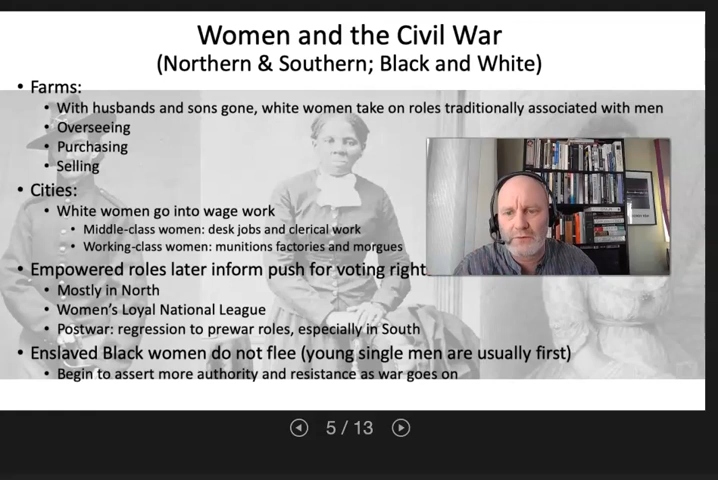 Women and the Civil War
(Northern & Southern; Black and White)
• Farms:
• With husbands and sons gone, white women take on roles traditionally associated with men
• Overseeing
• Purchasing
• Selling
• Cities:
• White women go into wage work
• Middle-class women: desk jobs and clerical work
• Working-class women: munitions factories and morgues
• Empowered roles later inform push for voting right
• Mostly in North
• Women's Loyal National League
• Postwar: regression to prewar roles, especially in South
• Enslaved Black women do not flee (young single men are usually first)
• Begin to assert more authority and resistance as war goes on
5 / 13